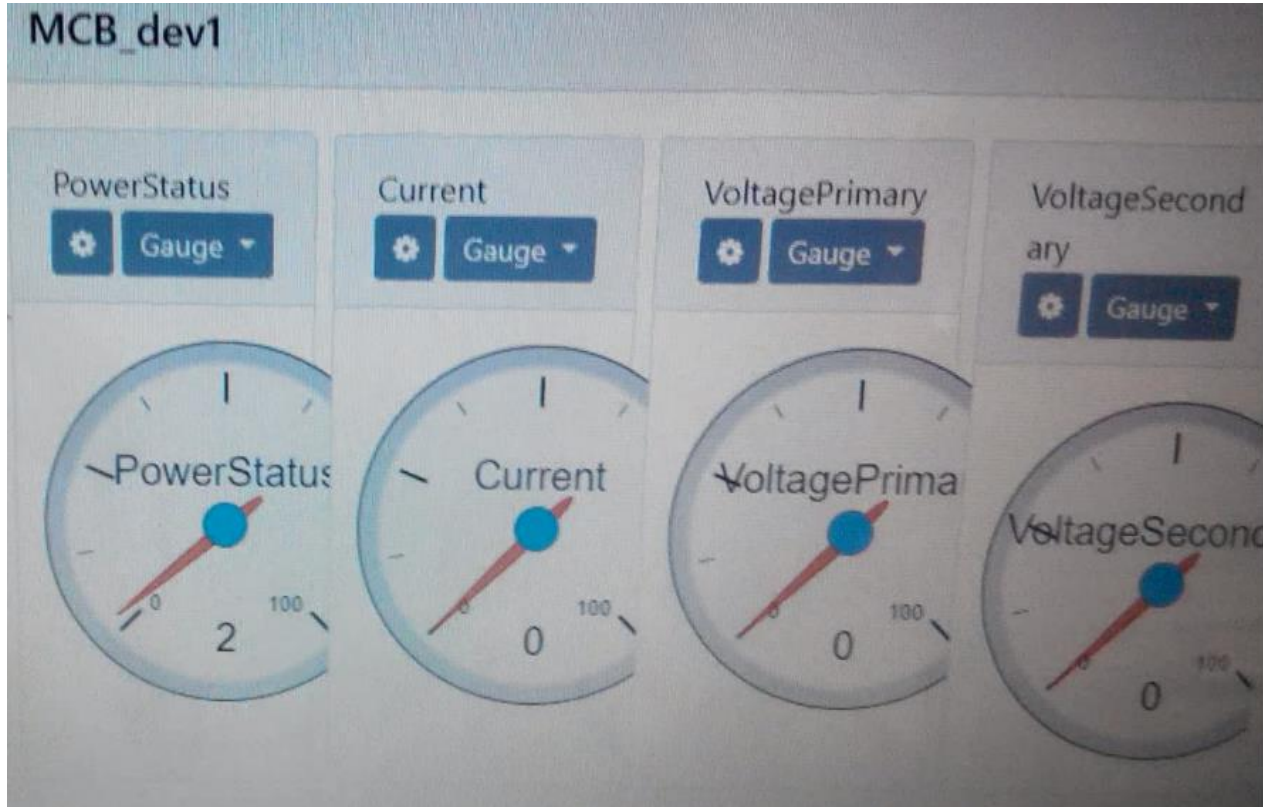 MCB_dev1
PowerStatus
Gauge
PowerStatus
0
100
2
Current
Gauge
Current
0
100
0
VoltagePrimary
Gauge
VoltagePrima
0
100
0
VoltageSecond
ary
Gauge
VoltageSecond
0
100
0